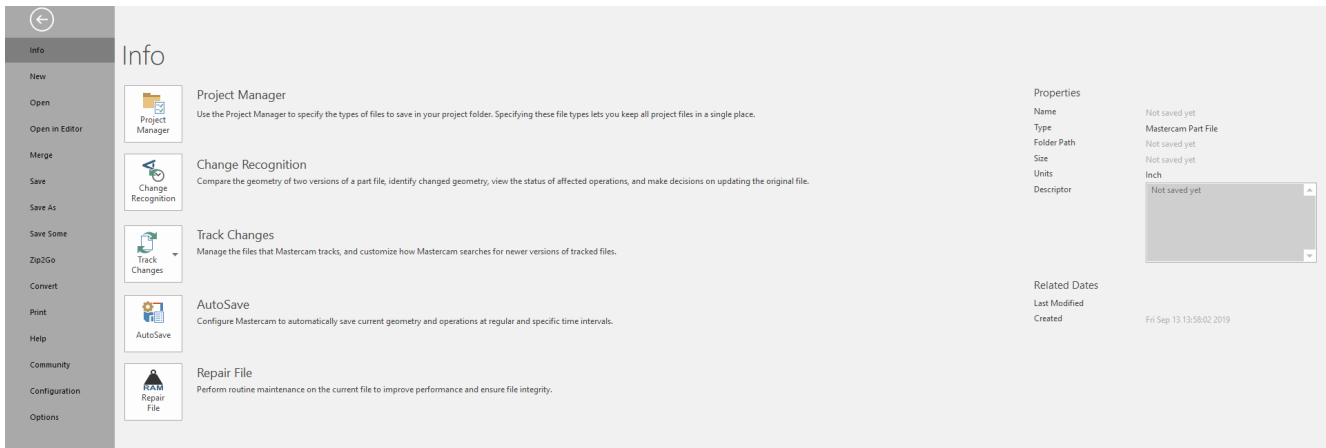 Info
New
Open
Open in Editor
Merge
Save
Save As
Save Some
Zip2Go
Convert
Print
Help
Community
Configuration
Options
Info
Project
Manager
Project Manager
Use the Project Manager to specify the types of files to save in your project folder. Specifying these file types lets you keep all project files in a single place.
Change
Recognition
Change Recognition
Compare the geometry of two versions of a part file, identify changed geometry, view the status of affected operations, and make decisions on updating the original file.
Track
Changes
Track Changes
Manage the files that Mastercam tracks, and customize how Mastercam searches for newer versions of tracked files.
AutoSave
AutoSave
Configure Mastercam to automatically save current geometry and operations at regular and specific time intervals.
RAM
Repair
File
Repair File
Perform routine maintenance on the current file to improve performance and ensure file integrity.
Properties
Name Not saved yet
Type Mastercam Part File
Folder Path Not saved yet
Size Not saved yet
Units Inch
Descriptor Not saved yet
Related Dates
Last Modified
Created Fri Sep 13 13:58:02 2019